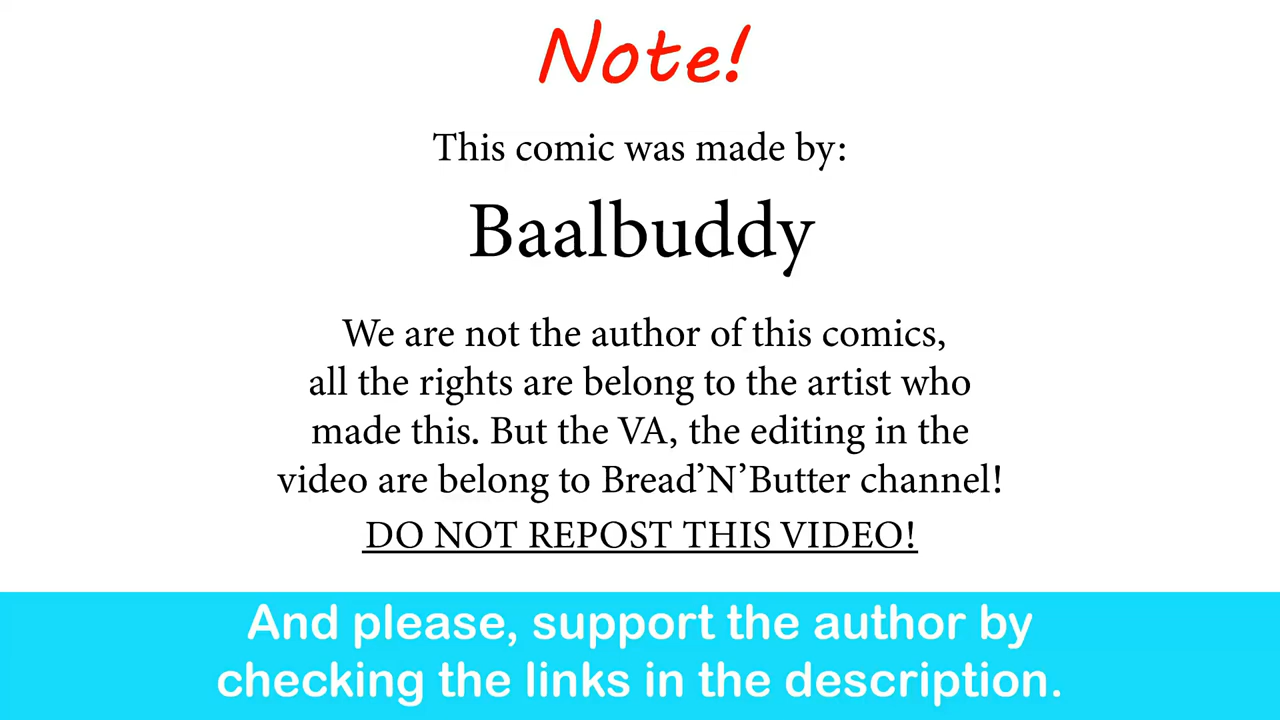 Note!
This comic was made by:
Baalbuddy
We are not the author of this comics,
all the rights are belong to the artist who
made this. But the VA, the editing in the
video are belong to Bread’N’Butter channel!
DO NOT REPOST THIS VIDEO!
And please, support the author by
checking the links in the description.